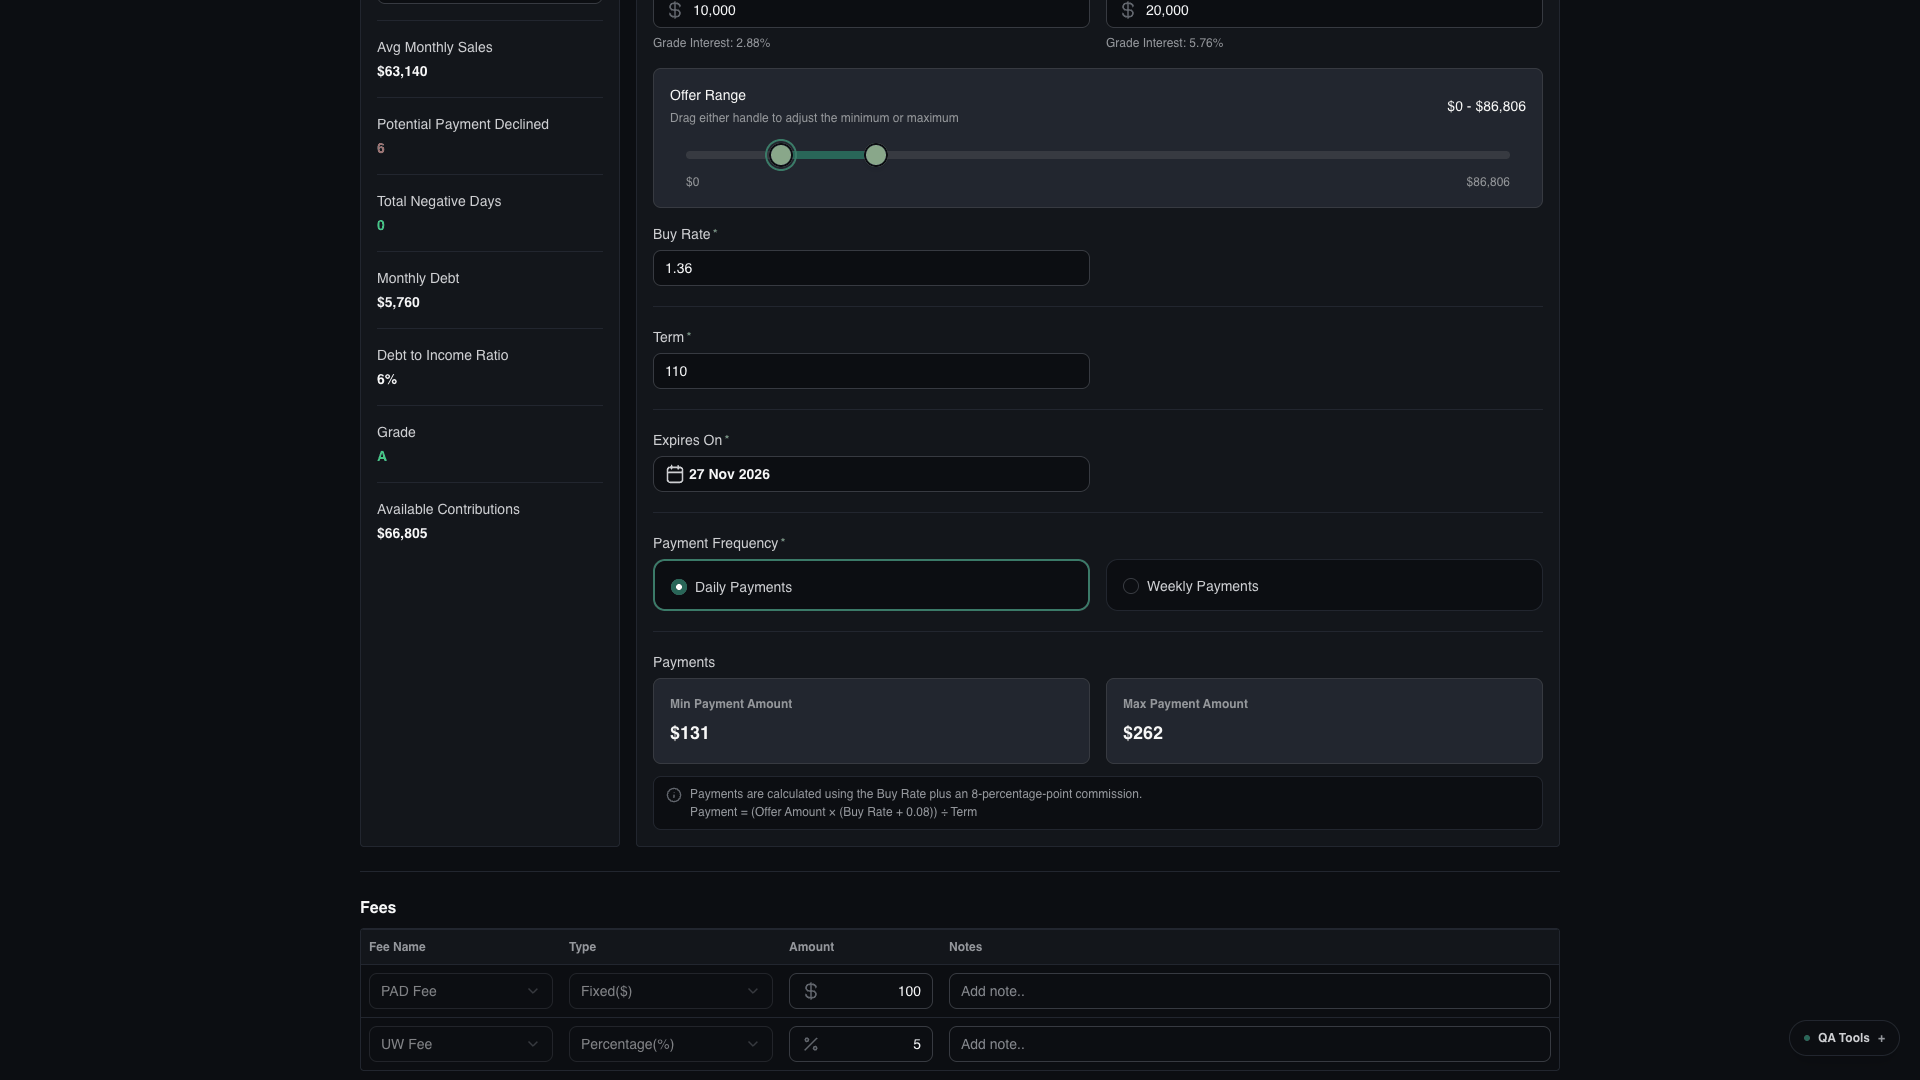 Avg Monthly Sales
$63,140
Potential Payment Declined
6
Total Negative Days
0
Monthly Debt
$5,760
Debt to Income Ratio
6%
Grade
A
Available Contributions
$66,805
$ 10,000
$ 20,000
Grade Interest: 2.88%
Grade Interest: 5.76%
Offer Range
Drag either handle to adjust the minimum or maximum
$0 - $86,806
$0
$86,806
Buy Rate *
1.36
Term *
110
Expires On *
27 Nov 2026
Payment Frequency *
Daily Payments
Weekly Payments
Payments
Min Payment Amount
$131
Max Payment Amount
$262
Payments are calculated using the Buy Rate plus an 8-percentage-point commission.
Payment = (Offer Amount × (Buy Rate + 0.08)) ÷ Term
Fees
Fee Name Type Amount Notes
PAD Fee Fixed($) $ 100 Add note..
UW Fee Percentage(%) % 5 Add note..
QA Tools +